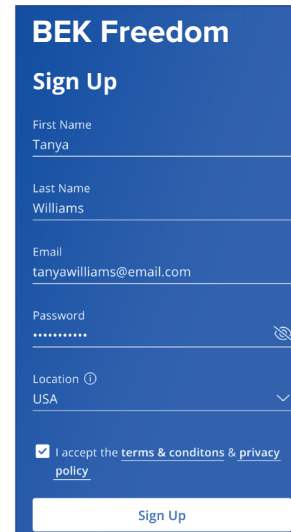 BEK Freedom
Sign Up
First Name
Tanya
Last Name
Williams
Email
tanyawilliams@email.com
Password
•••••••••••
Location ⓘ
USA
I accept the terms & conditons & privacy
policy
Sign Up